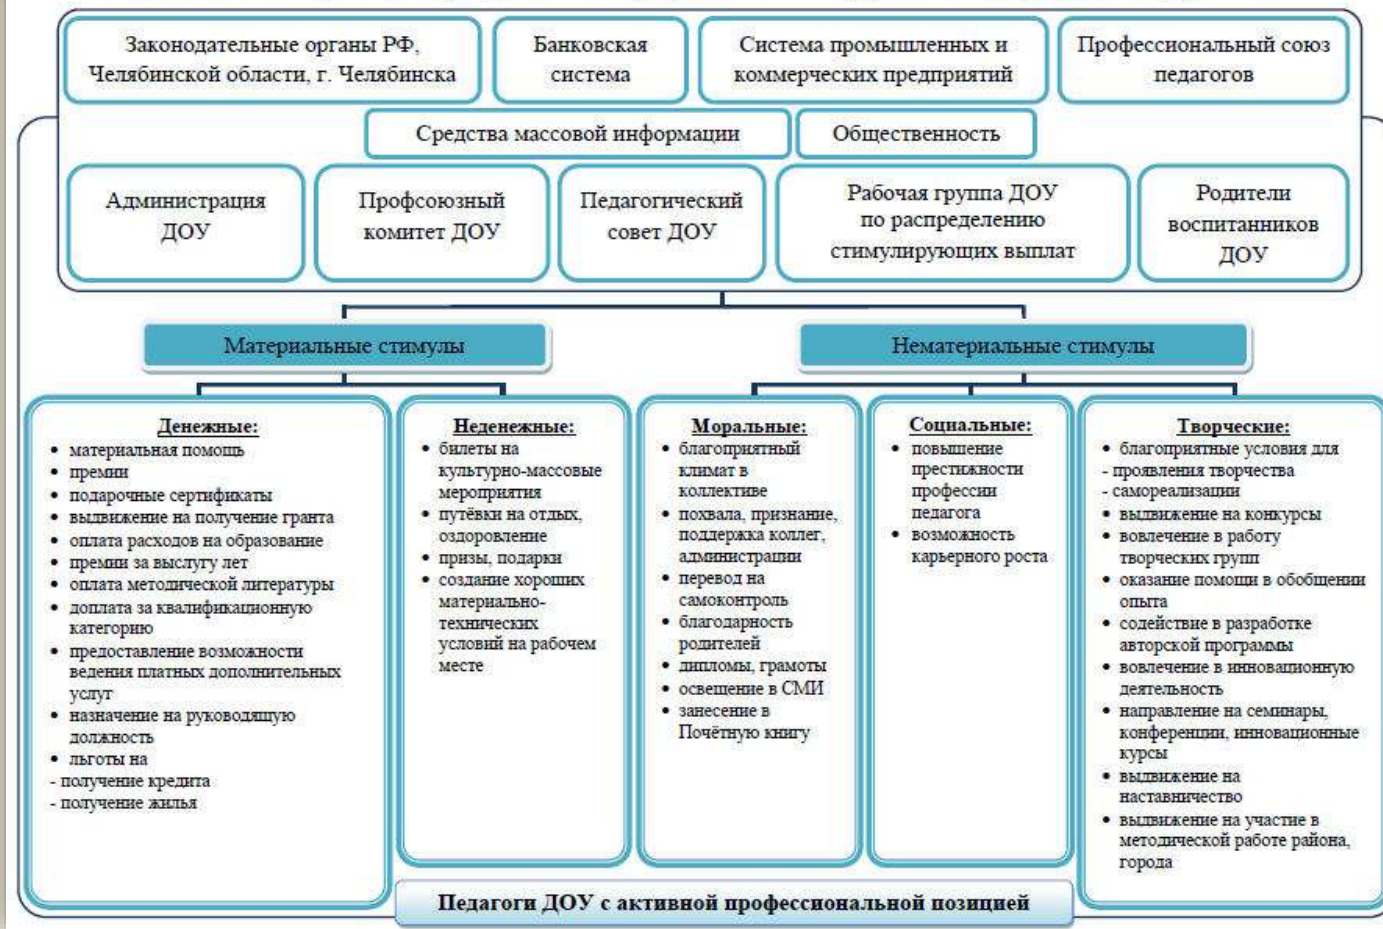 Законодательные органы РФ,
Челябинской области, г. Челябинска
Банковская
система
Система промышленных и
коммерческих предприятий
Профессиональный союз
педагогов
Средства массовой информации
Общественность
Администрация
ДОУ
Профсоюзный
комитет ДОУ
Педагогический
совет ДОУ
Рабочая группа ДОУ
по распределению
стимулирующих выплат
Родители
воспитанников
ДОУ
Материальные стимулы
Нематериальные стимулы
Денежные:
• материальная помощь
• премии
• подарочные сертификаты
• выдвижение на получение гранта
• оплата расходов на образование
• премии за выслугу лет
• оплата методической литературы
• доплата за квалификационную
категорию
• предоставление возможности
ведения платных дополнительных
услуг
• назначение на руководящую
должность
• льготы на
- получение кредита
- получение жилья
Неденежные:
• билеты на
культурно-массовые
мероприятия
• путёвки на отдых,
оздоровление
• призы, подарки
• создание хороших
материально-
технических
условий на рабочем
месте
Моральные:
• благоприятный
климат в
коллективе
• похвала, признание,
поддержка коллег,
администрации
• перевод на
самоконтроль
• благодарность
родителей
• дипломы, грамоты
• освещение в СМИ
• занесение в
Почётную книгу
Социальные:
• повышение
престижности
профессии
педагога
• возможность
карьерного роста
Творческие:
• благоприятные условия для
- проявления творчества
- самореализации
• выдвижение на конкурсы
• вовлечение в работу
творческих групп
• оказание помощи в обобщении
опыта
• содействие в разработке
авторской программы
• вовлечение в инновационную
деятельность
• направление на семинары,
конференции, инновационные
курсы
• выдвижение на
наставничество
• выдвижение на участие в
методической работе района,
города
Педагоги ДОУ с активной профессиональной позицией